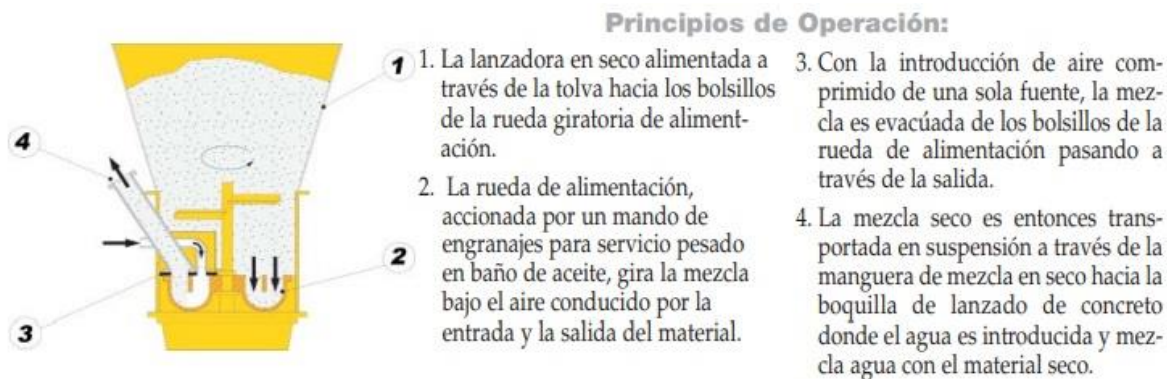 Principios de Operación:
1
2
3
4
1. La lanzadora en seco alimentada a
través de la tolva hacia los bolsillos
de la rueda giratoria de aliment-
ación.
2. La rueda de alimentación,
accionada por un mando de
engranajes para servicio pesado
en baño de aceite, gira la mezcla
bajo el aire conducido por la
entrada y la salida del material.
3. Con la introducción de aire com-
primido de una sola fuente, la mez-
cla es evacúada de los bolsillos de la
rueda de alimentación pasando a
través de la salida.
4. La mezcla seco es entonces trans-
portada en suspensión a través de la
manguera de mezcla en seco hacia la
boquilla de lanzado de concreto
donde el agua es introducida y mez-
cla agua con el material seco.